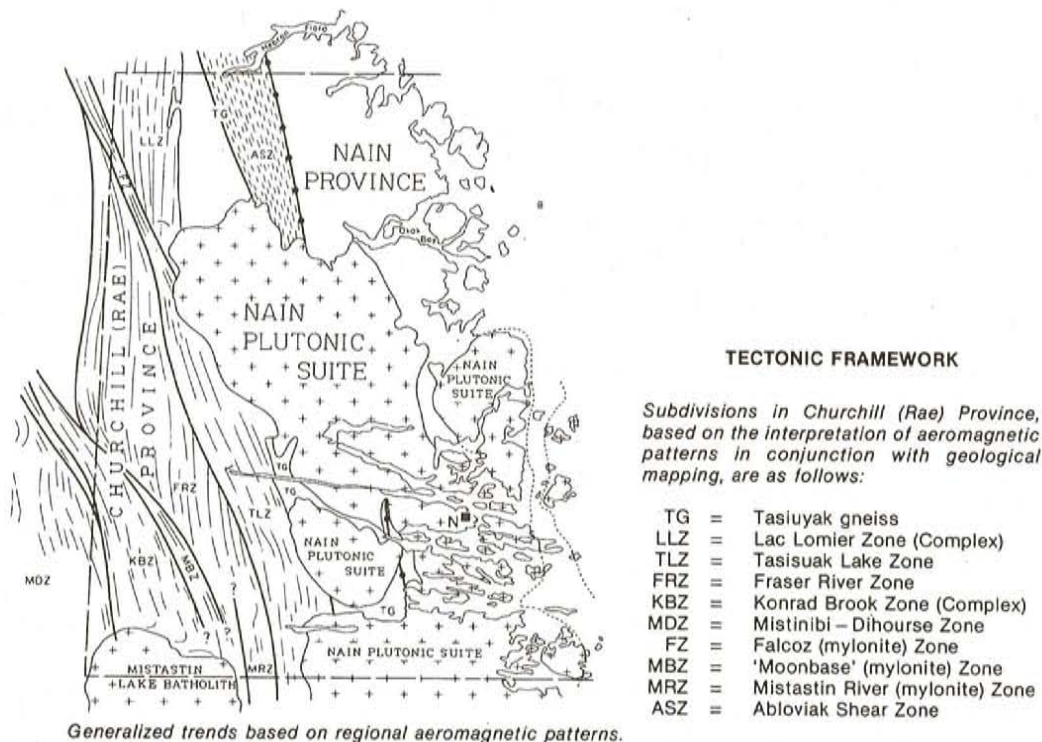 Hebron Fiord
TG
LLZ
ASZ
NAIN
PROVINCE
FZ
Okak Bay
CHURCHILL (RAE)
PROVINCE
NAIN
PLUTONIC
SUITE
NAIN
PLUTONIC
SUITE
TG
FRZ
TG
TLZ
N
NAIN
PLUTONIC
SUITE
MDZ
KBZ
MBZ
?
TG
?
?
MISTASTIN
LAKE BATHOLITH
MRZ
NAIN PLUTONIC SUITE
Generalized trends based on regional aeromagnetic patterns.
TECTONIC FRAMEWORK
Subdivisions in Churchill (Rae) Province,
based on the interpretation of aeromagnetic
patterns in conjunction with geological
mapping, are as follows:
TG = Tasiuyak gneiss
LLZ = Lac Lomier Zone (Complex)
TLZ = Tasisuak Lake Zone
FRZ = Fraser River Zone
KBZ = Konrad Brook Zone (Complex)
MDZ = Mistinibi – Dihourse Zone
FZ = Falcoz (mylonite) Zone
MBZ = 'Moonbase' (mylonite) Zone
MRZ = Mistastin River (mylonite) Zone
ASZ = Abloviak Shear Zone